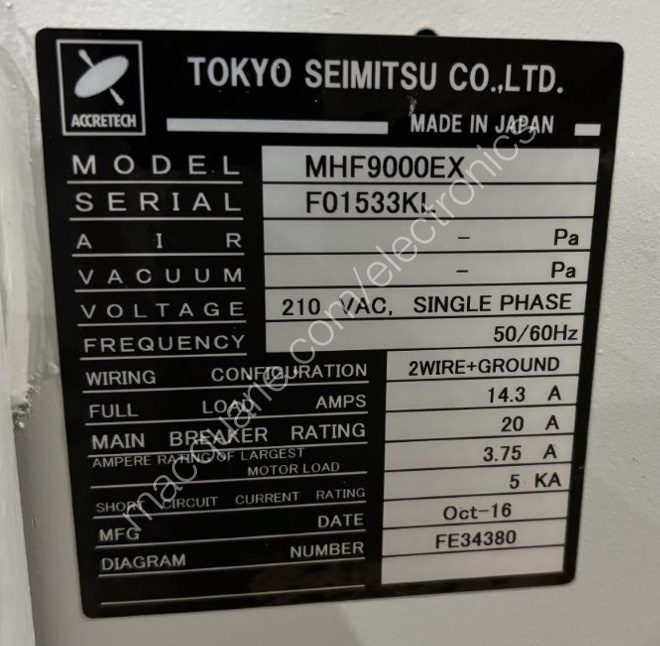 TOKYO SEIMITSU CO.,LTD.
ACCRETECH
MADE IN JAPAN
MODEL MHF9000EX
SERIAL F01533KL
AIR - Pa
VACUUM - Pa
VOLTAGE 210 VAC, SINGLE PHASE
FREQUENCY 50/60Hz
WIRING CONFIGURATION 2WIRE+GROUND
FULL LOAD AMPS 14.3 A
MAIN BREAKER RATING 20 A
AMPERE RATING OF LARGEST
MOTOR LOAD 3.75 A
SHORT CIRCUIT CURRENT RATING 5 KA
MFG DATE Oct-16
DIAGRAM NUMBER FE34380
macquarie.com/electronics